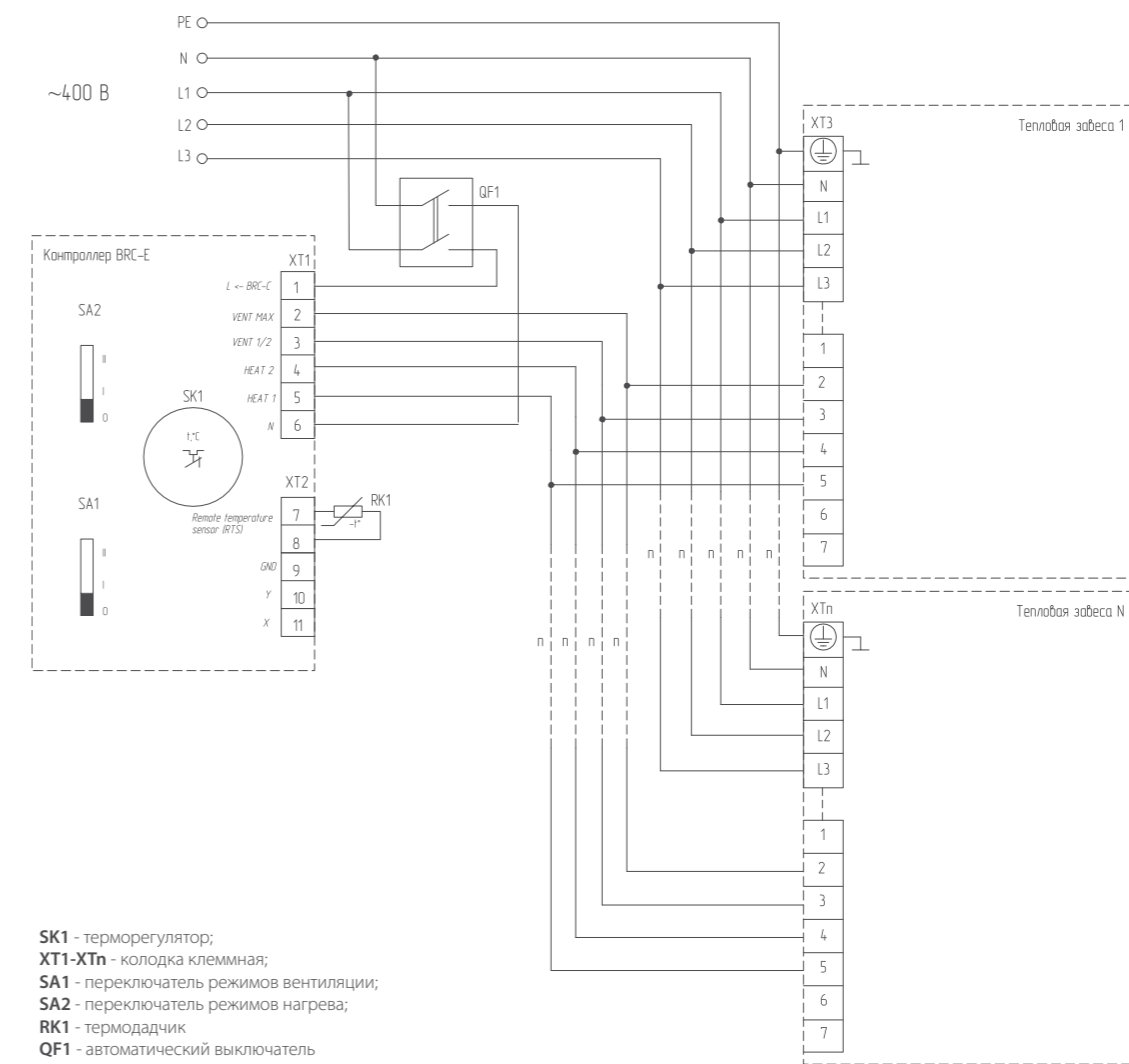 PE
N
~400 В
L1
L2
L3
QF1
Контроллер BRC-E
XT1
L <- BRC-C
1
SA2
VENT MAX
2
VENT 1/2
3
II
HEAT 2
4
I
SK1
HEAT 1
5
0
N
6
t,°C
XT2
SA1
Remote temperature
sensor (RTS)
7
RK1
-t°
8
II
GND
9
I
Y
10
0
X
11
XT3
Тепловая завеса 1
N
L1
L2
L3
1
2
3
4
5
6
7
n
n
n
n
n
n
n
n
n
XTn
Тепловая завеса N
N
L1
L2
L3
1
2
3
4
5
6
7
SK1 - терморегулятор;
XT1-XTn - колодка клеммная;
SA1 - переключатель режимов вентиляции;
SA2 - переключатель режимов нагрева;
RK1 - термодадчик
QF1 - автоматический выключатель